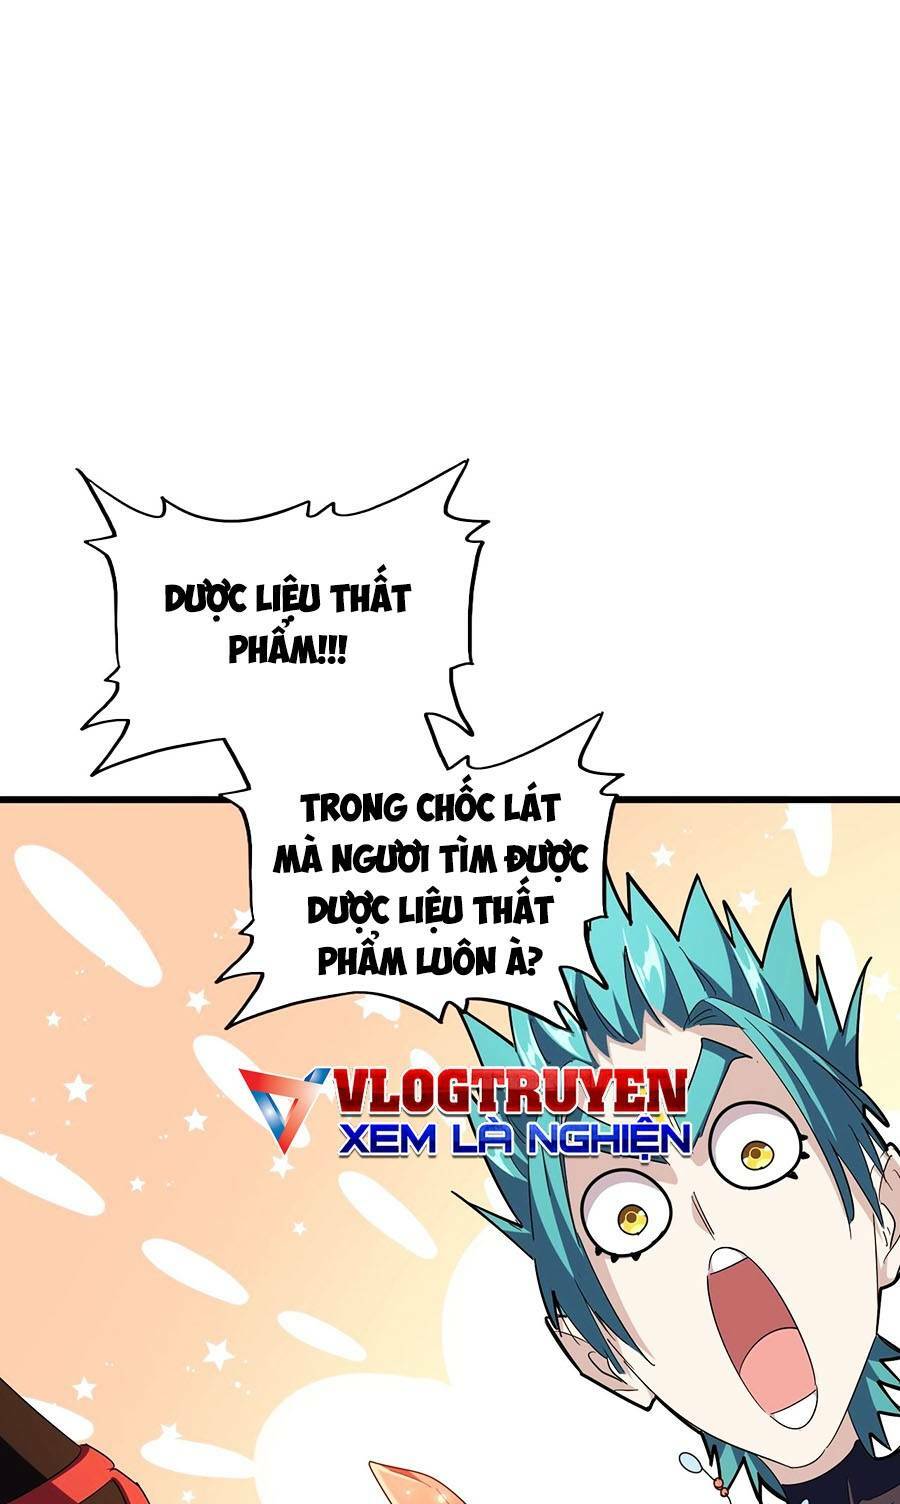 DƯỢC LIỆU THẤT
PHẨM!!!
TRONG CHỐC LÁT
MÀ NGƯƠI TÌM ĐƯỢC
DƯỢC LIỆU THẤT
PHẨM LUÔN À?
VLOGTRUYEN
XEM LÀ NGHIỆN